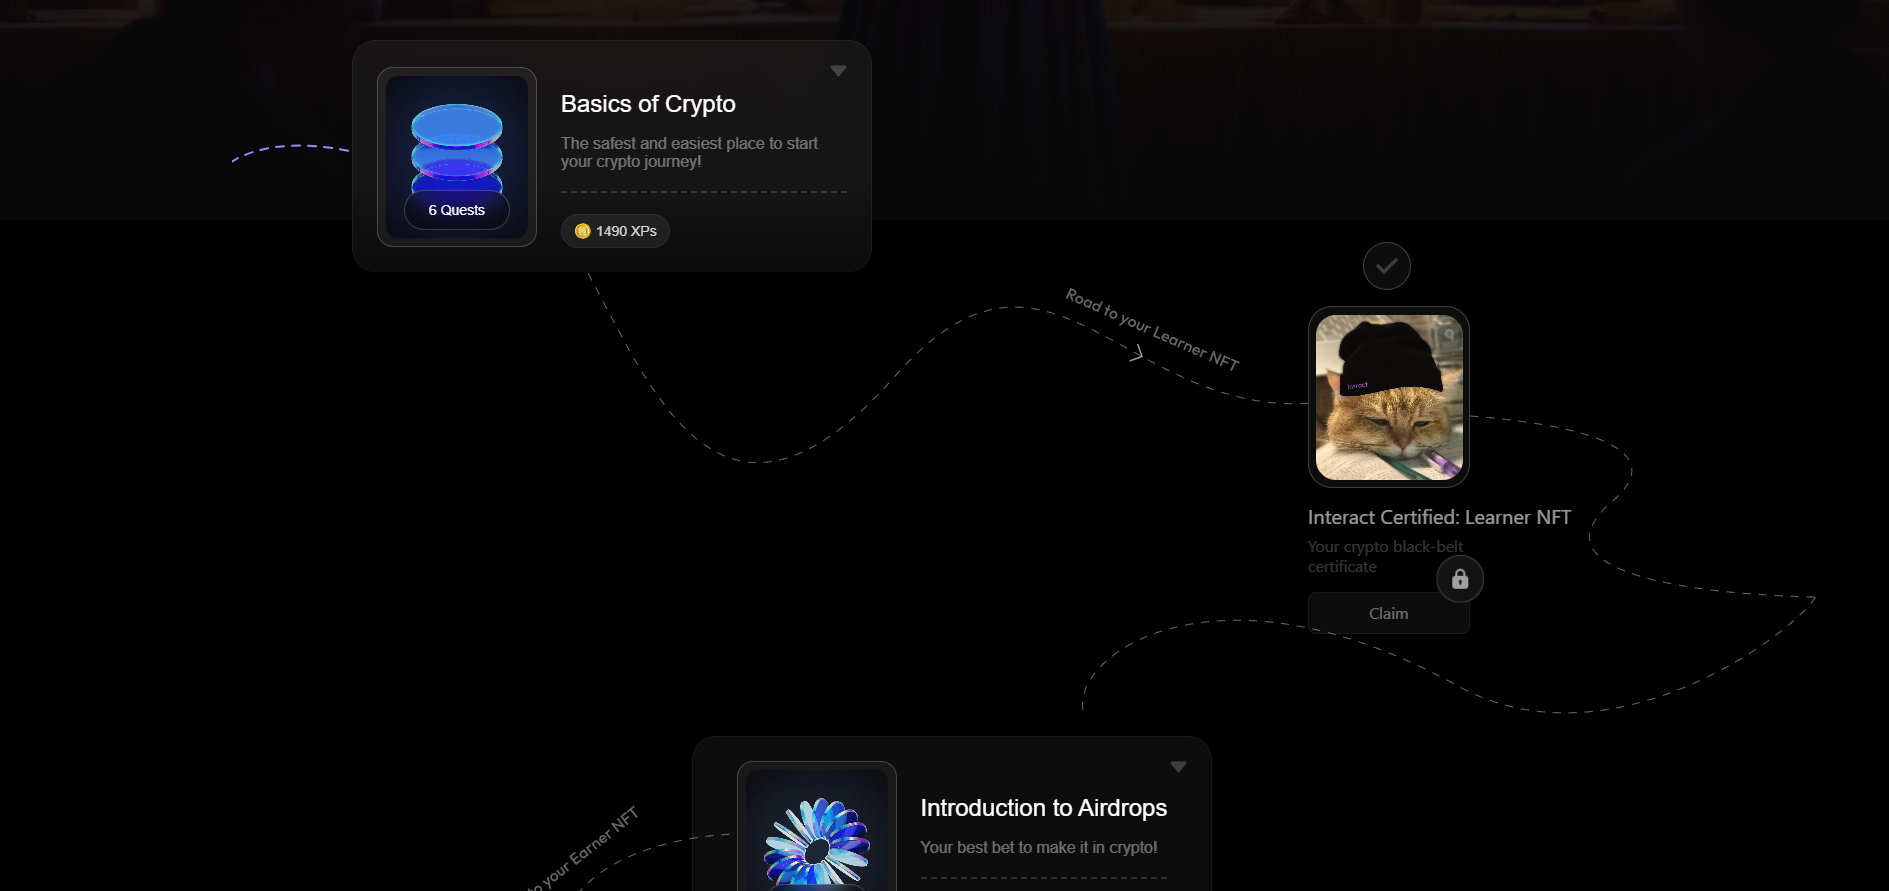 Basics of Crypto
The safest and easiest place to start
your crypto journey!
6 Quests
1490 XPs
Road to your Learner NFT
intract
Interact Certified: Learner NFT
Your crypto black-belt
certificate
Claim
Introduction to Airdrops
Your best bet to make it in crypto!
to your Earner NFT